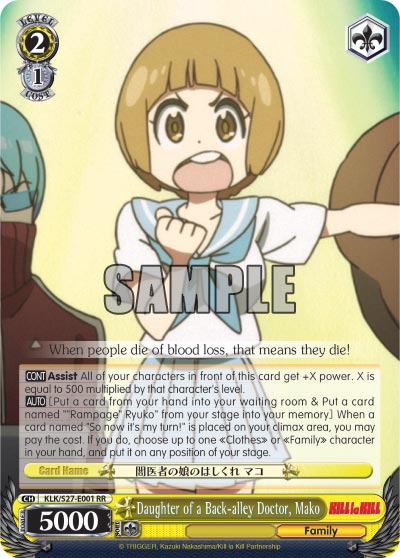 LEVEL
2
1
COST
SAMPLE
When people die of blood loss, that means they die!
CONT Assist All of your characters in front of this card get +X power. X is
equal to 500 multiplied by that character's level.
AUTO [Put a card from your hand into your waiting room & Put a card
named ""Rampage" Ryuko" from your stage into your memory] When a
card named "So now it's my turn!" is placed on your climax area, you may
pay the cost. If you do, choose up to one «Clothes» or «Family» character
in your hand, and put it on any position of your stage.
Card Name
闇医者の娘のはしくれ マコ
CH KLK/S27-E001 RR
POWER 5000
SOUL
Daughter of a Back-alley Doctor, Mako
KILL la KILL
Family
© TRIGGER, Kazuki Nakashima/Kill la Kill Partnership